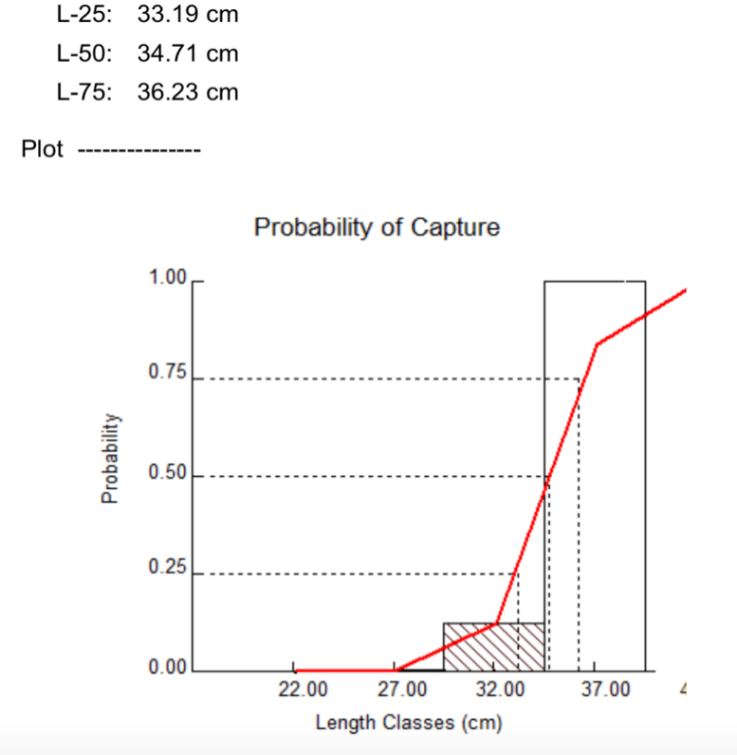 L-25: 33.19 cm
L-50: 34.71 cm
L-75: 36.23 cm
Plot ---------------
Probability of Capture
1.00
0.75
0.50
0.25
0.00
Probability
22.00 27.00 32.00 37.00
Length Classes (cm)